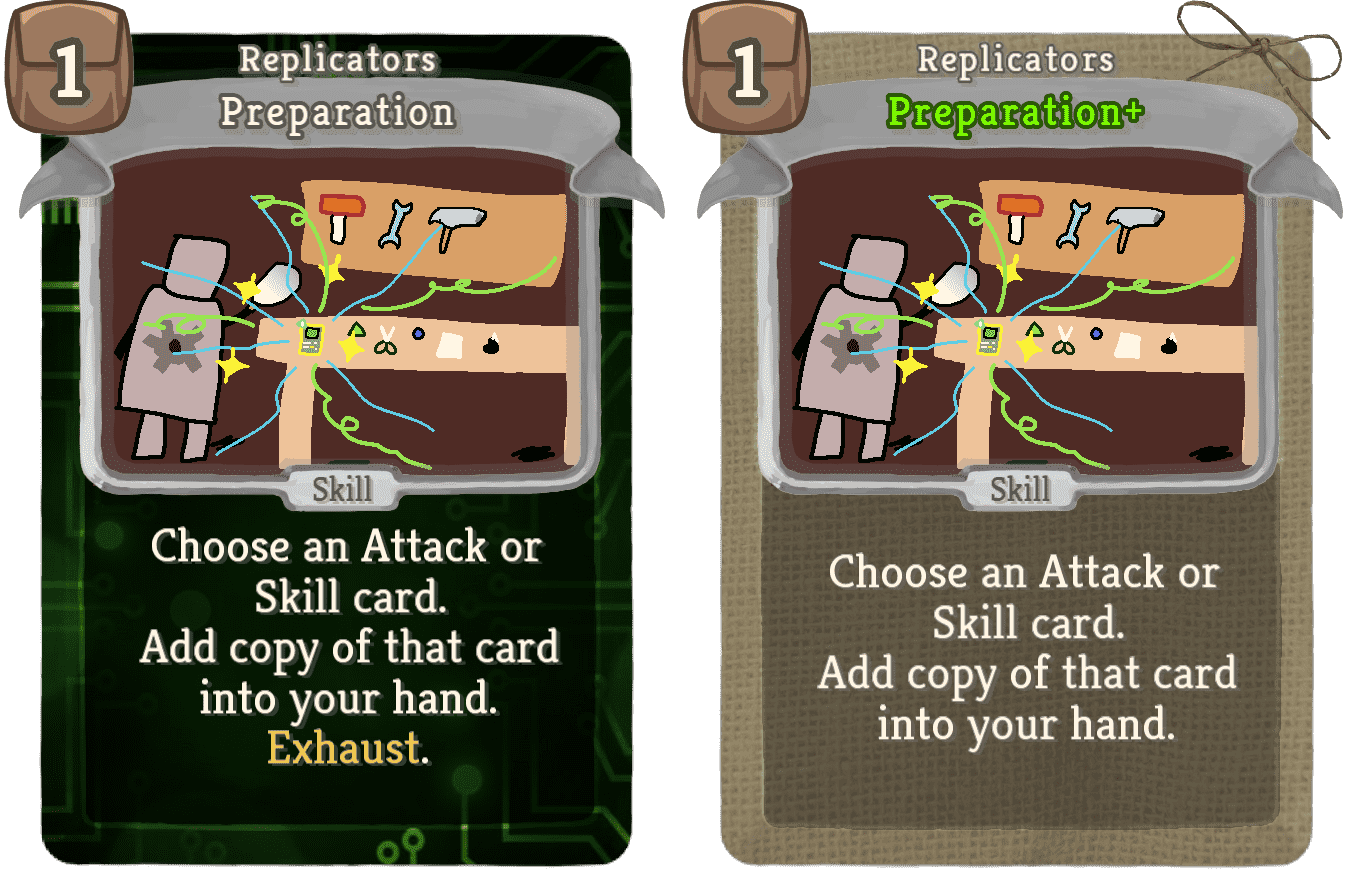 1
Replicators
Preparation
Skill
Choose an Attack or
Skill card.
Add copy of that card
into your hand.
Exhaust.
1
Replicators
Preparation+
Skill
Choose an Attack or
Skill card.
Add copy of that card
into your hand.